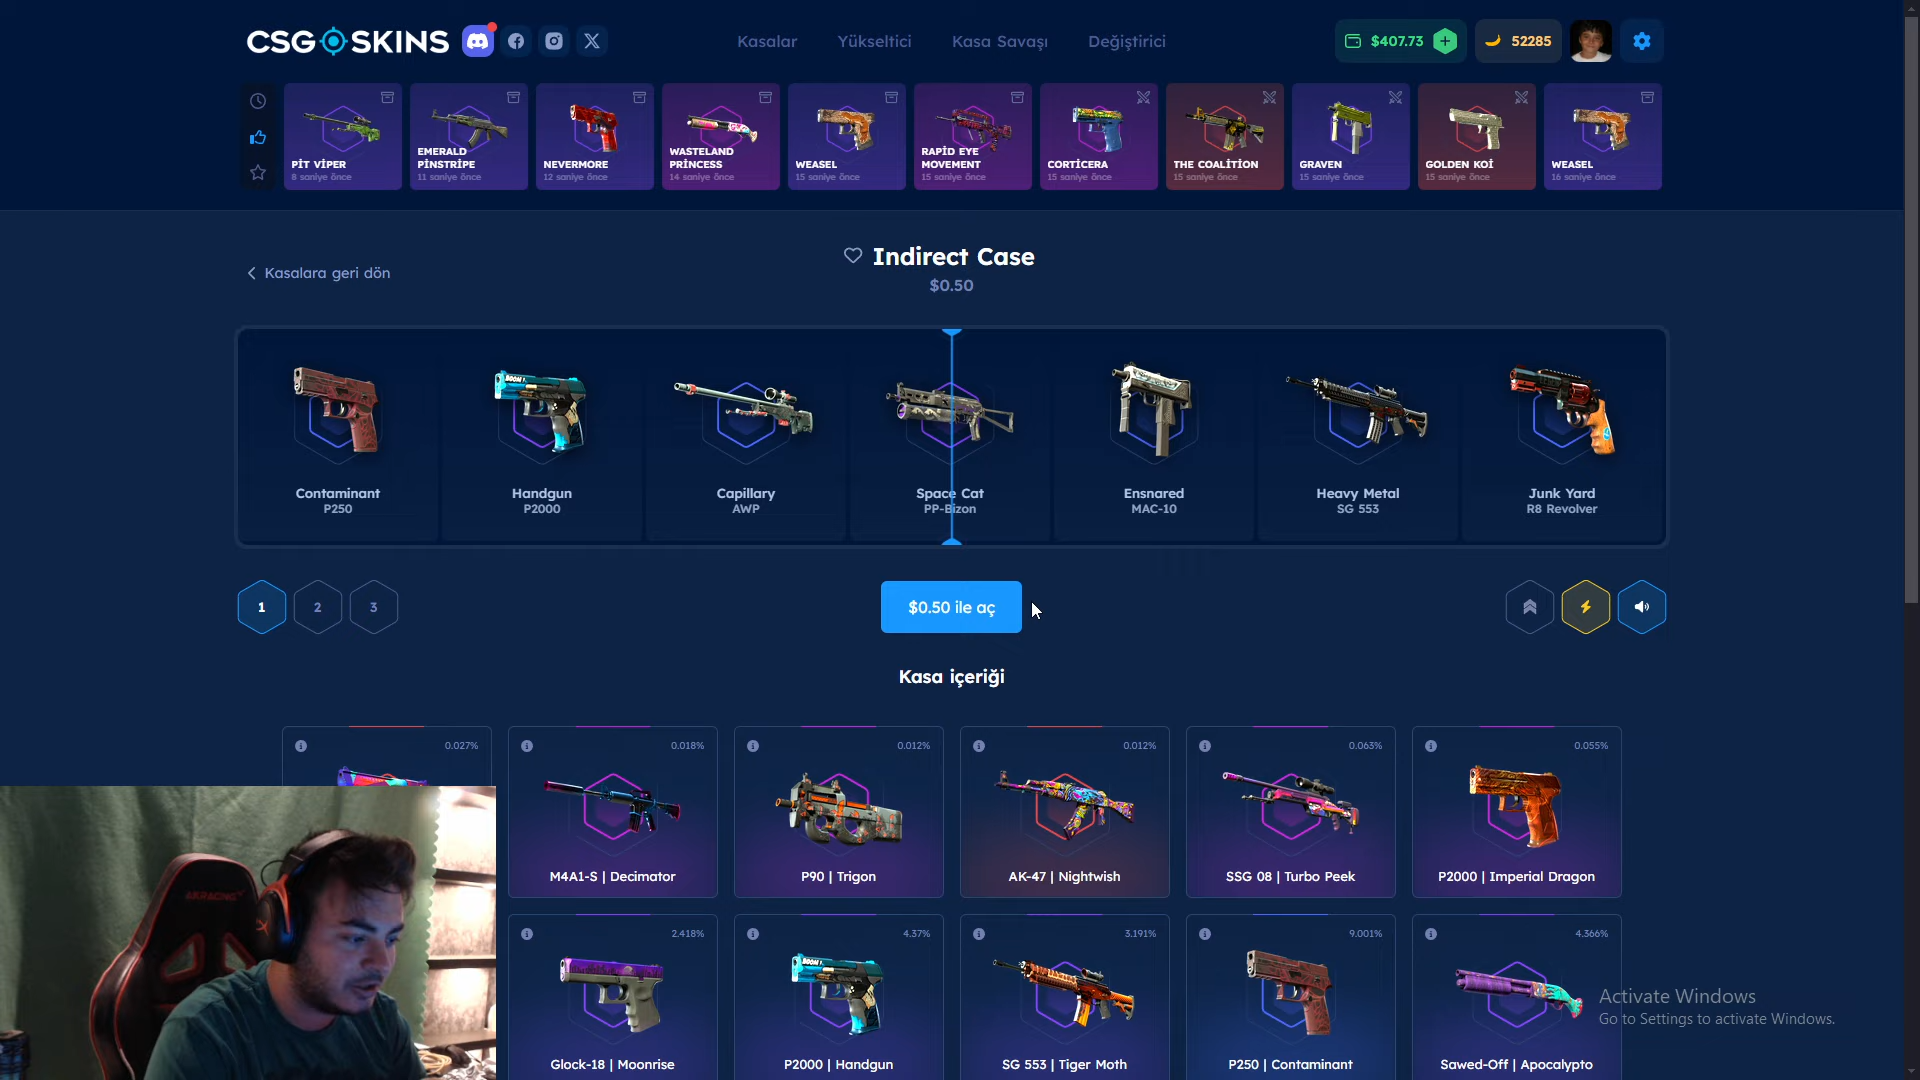 CSG SKINS
Kasalar
Yükseltici
Kasa Savaşı
Değiştirici
$407.73
52285
PİT VİPER
8 saniye önce
EMERALD
PİNSTRİPE
11 saniye önce
NEVERMORE
12 saniye önce
WASTELAND
PRİNCESS
14 saniye önce
WEASEL
15 saniye önce
RAPİD EYE
MOVEMENT
15 saniye önce
CORTİCERA
15 saniye önce
THE COALİTİON
15 saniye önce
GRAVEN
15 saniye önce
GOLDEN KOİ
15 saniye önce
WEASEL
16 saniye önce
Kasalara geri dön
Indirect Case
$0.50
Contaminant
P250
Handgun
P2000
Capillary
AWP
Space Cat
PP-Bizon
Ensnared
MAC-10
Heavy Metal
SG 553
Junk Yard
R8 Revolver
1
2
3
$0.50 ile aç
Kasa içeriği
0.027%
0.018%
M4A1-S | Decimator
0.012%
P90 | Trigon
0.012%
AK-47 | Nightwish
0.063%
SSG 08 | Turbo Peek
0.055%
P2000 | Imperial Dragon
2.418%
Glock-18 | Moonrise
4.37%
P2000 | Handgun
3.191%
SG 553 | Tiger Moth
9.001%
P250 | Contaminant
4.366%
Sawed-Off | Apocalypto
AKRACING
Activate Windows
Go to Settings to activate Windows.